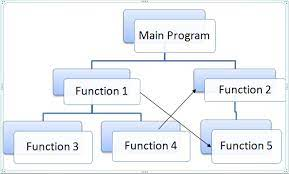 Main Program
Function 1
Function 2
Function 3
Function 4
Function 5